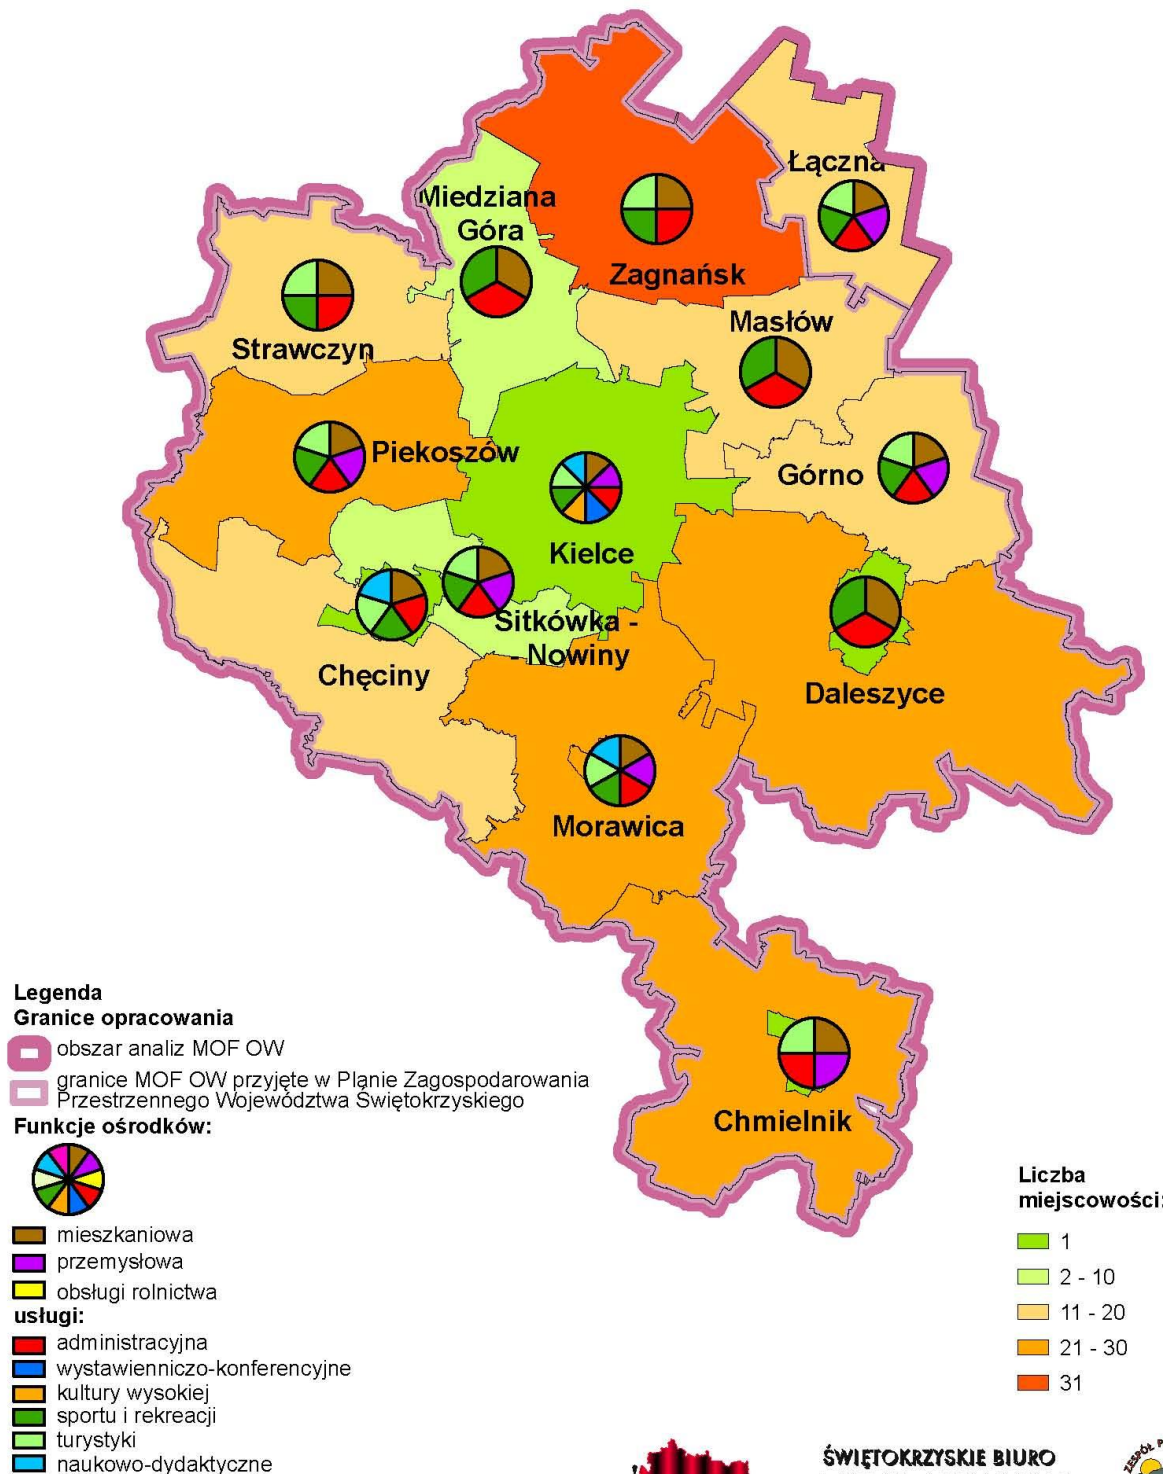 Łączna
Miedziana
Góra
Zagnańsk
Masłów
Strawczyn
Piekoszów
Górno
Kielce
Sitkówka -
- Nowiny
Chęciny
Daleszyce
Morawica
Chmielnik
Legenda
Granice opracowania
obszar analiz MOF OW
granice MOF OW przyjęte w Planie Zagospodarowania
Przestrzennego Województwa Świętokrzyskiego
Funkcje ośrodków:
mieszkaniowa
przemysłowa
obsługi rolnictwa
usługi:
administracyjna
wystawienniczo-konferencyjne
kultury wysokiej
sportu i rekreacji
turystyki
naukowo-dydaktyczne
Liczba
miejscowości:
1
2 - 10
11 - 20
21 - 30
31
ŚWIĘTOKRZYSKIE BIURO
ZESPÓŁ P